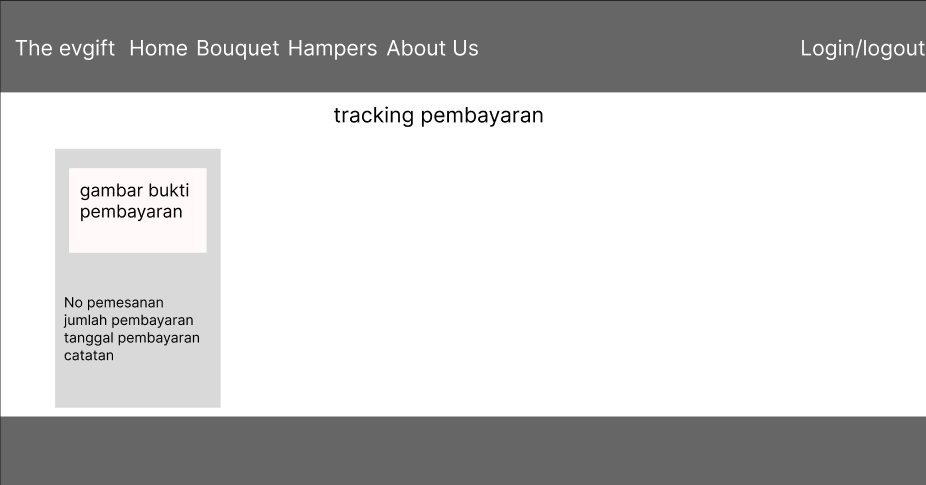 The evgift Home Bouquet Hampers About Us Login/logout
tracking pembayaran
gambar bukti
pembayaran
No pemesanan
jumlah pembayaran
tanggal pembayaran
catatan